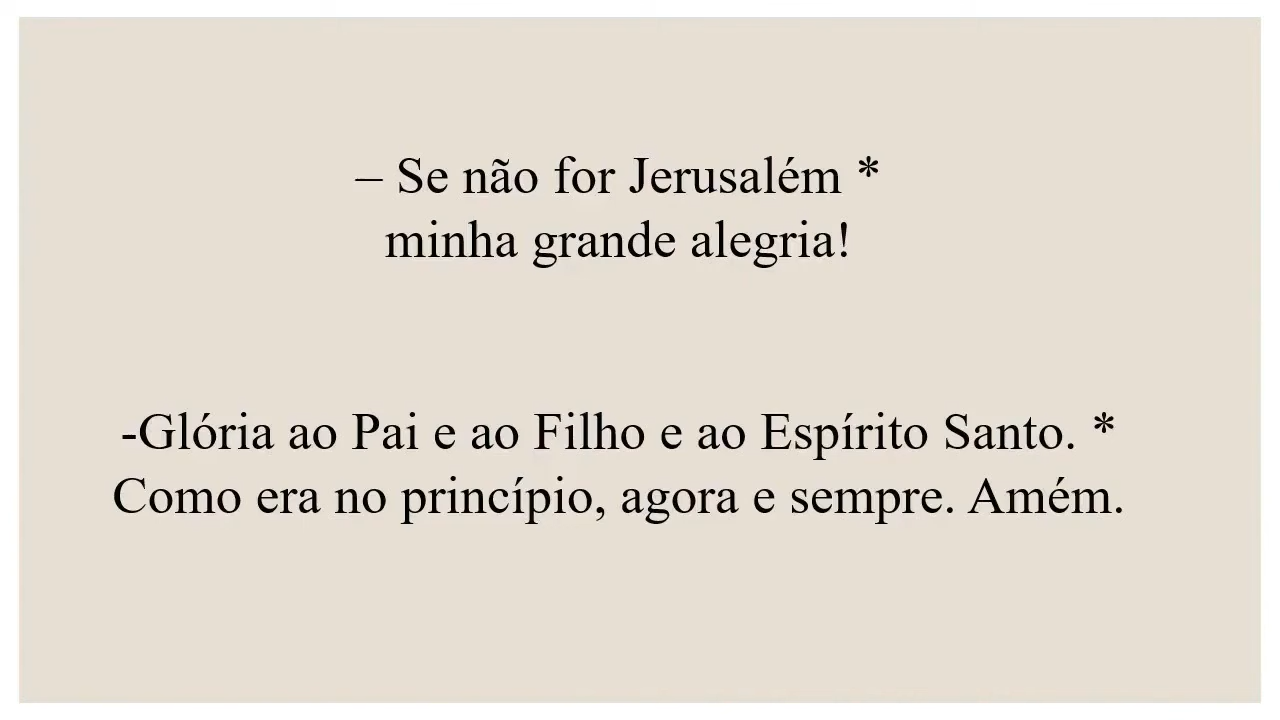 – Se não for Jerusalém *
minha grande alegria!
-Glória ao Pai e ao Filho e ao Espírito Santo. *
Como era no princípio, agora e sempre. Amém.